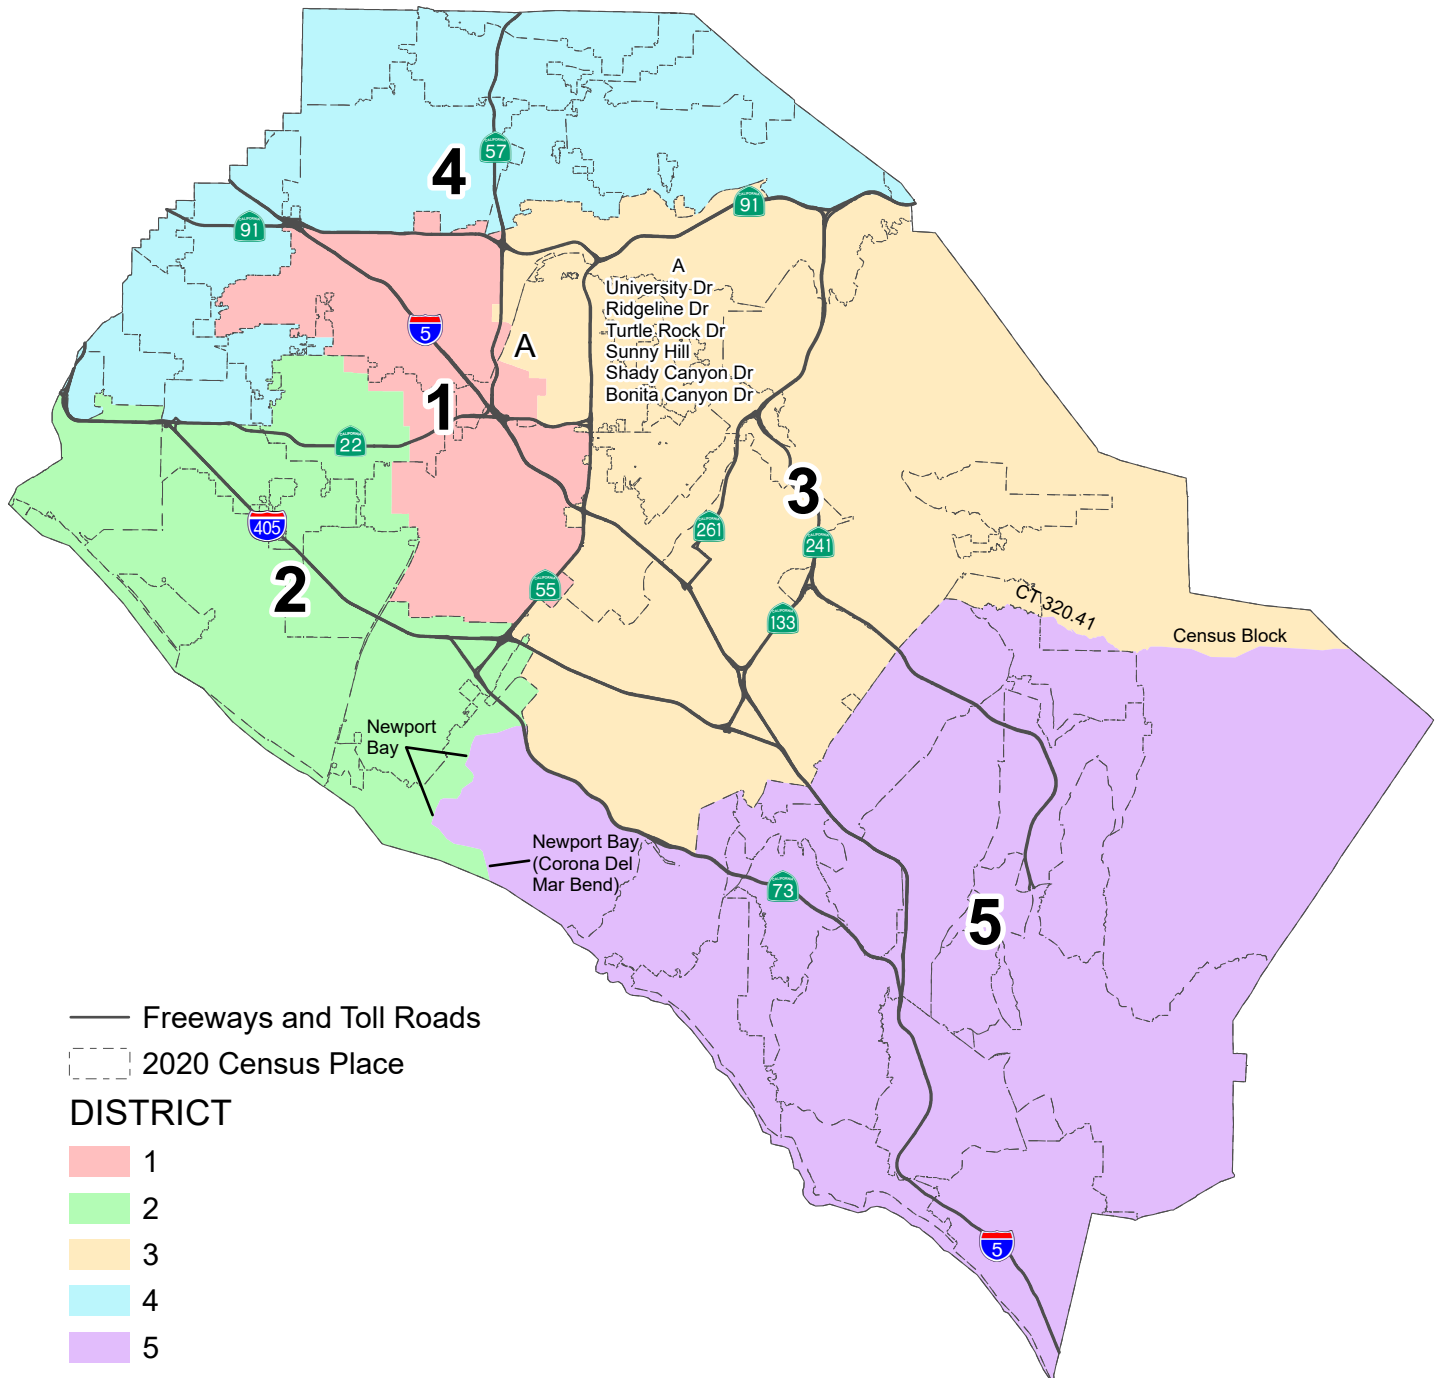 57
4
91
91
A
University Dr
Ridgeline Dr
Turtle Rock Dr
Sunny Hill
Shady Canyon Dr
Bonita Canyon Dr
5
A
1
22
3
405
261
241
2
55
133
CT 320.41
Census Block
Newport
Bay
Newport Bay
(Corona Del
Mar Bend)
73
5
Freeways and Toll Roads
2020 Census Place
DISTRICT
1
2
3
4
5
5